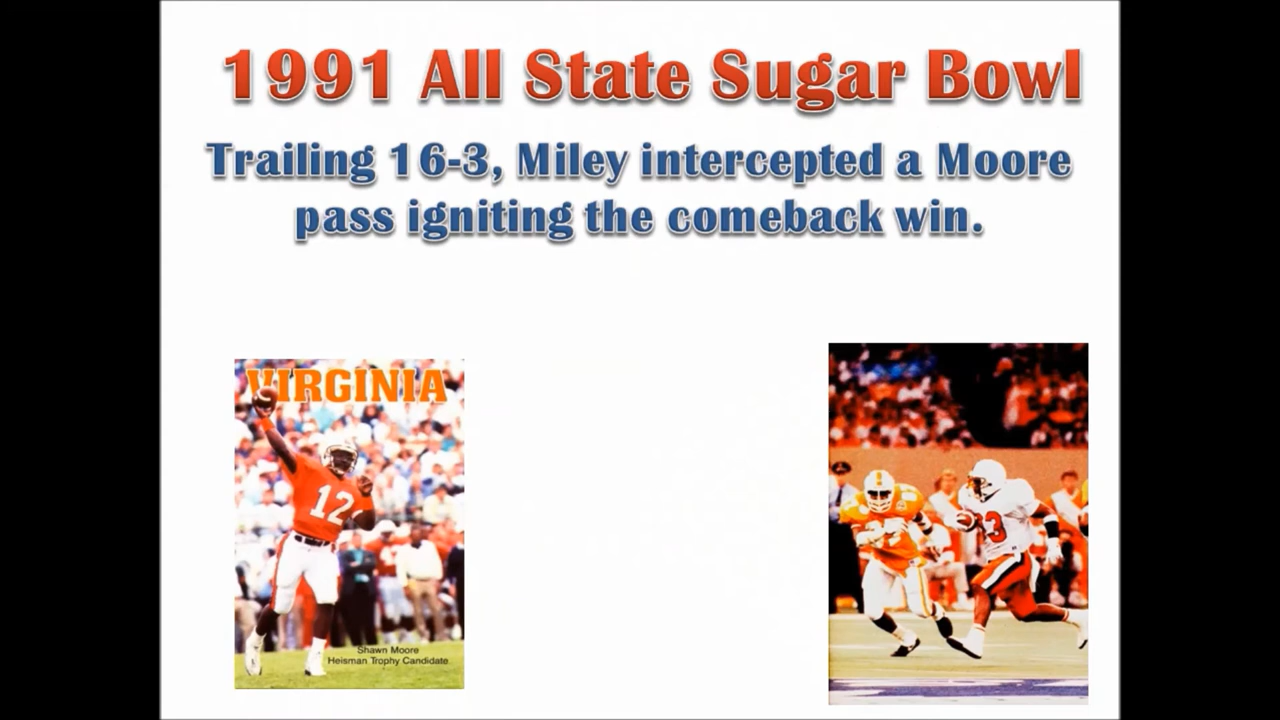 1991 All State Sugar Bowl
Trailing 16-3, Miley intercepted a Moore
pass igniting the comeback win.
VIRGINIA
12
Shawn Moore
Heisman Trophy Candidate